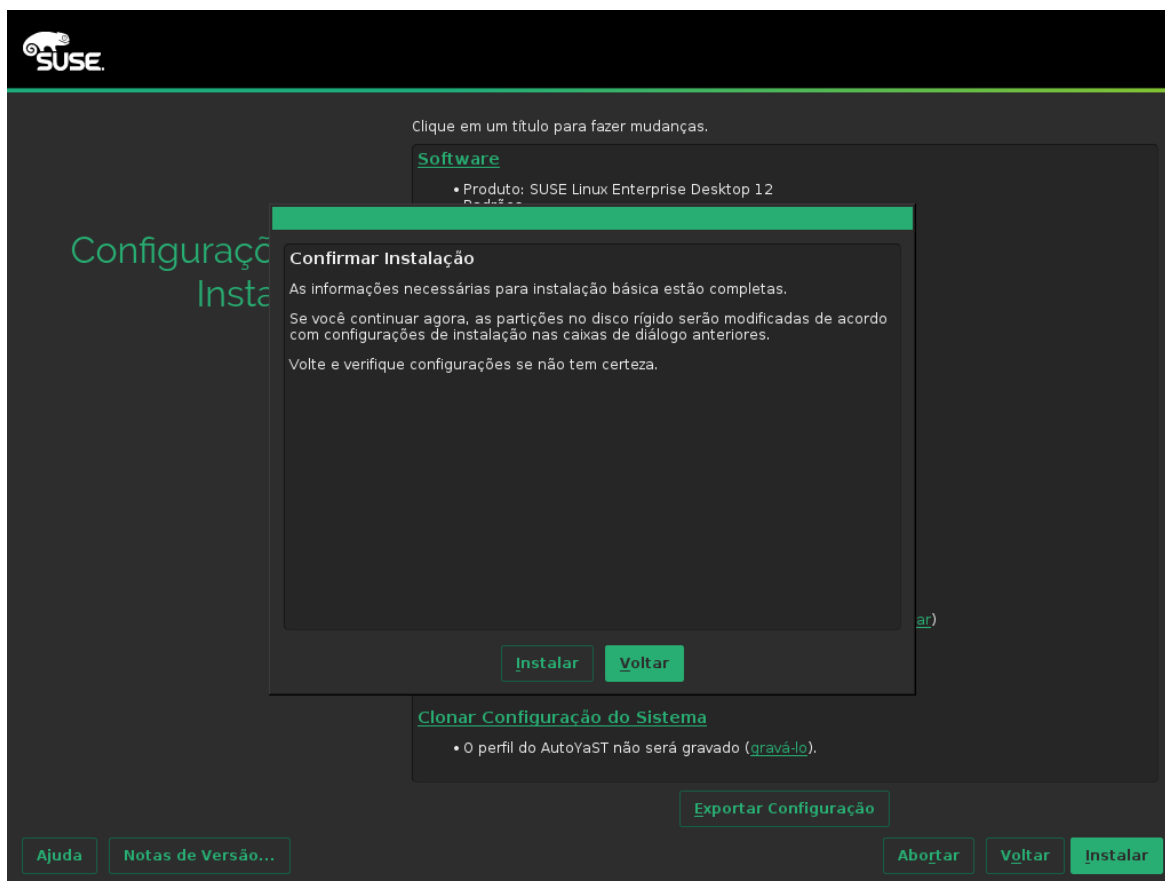 SUSE.
Clique em um título para fazer mudanças.
Software
• Produto: SUSE Linux Enterprise Desktop 12
Confirmar Instalação
As informações necessárias para instalação básica estão completas.
Se você continuar agora, as partições no disco rígido serão modificadas de acordo
com configurações de instalação nas caixas de diálogo anteriores.
Volte e verifique configurações se não tem certeza.
ar)
Instalar
Voltar
Clonar Configuração do Sistema
• O perfil do AutoYaST não será gravado (gravá-lo).
Exportar Configuração
Ajuda
Notas de Versão...
Abortar
Voltar
Instalar